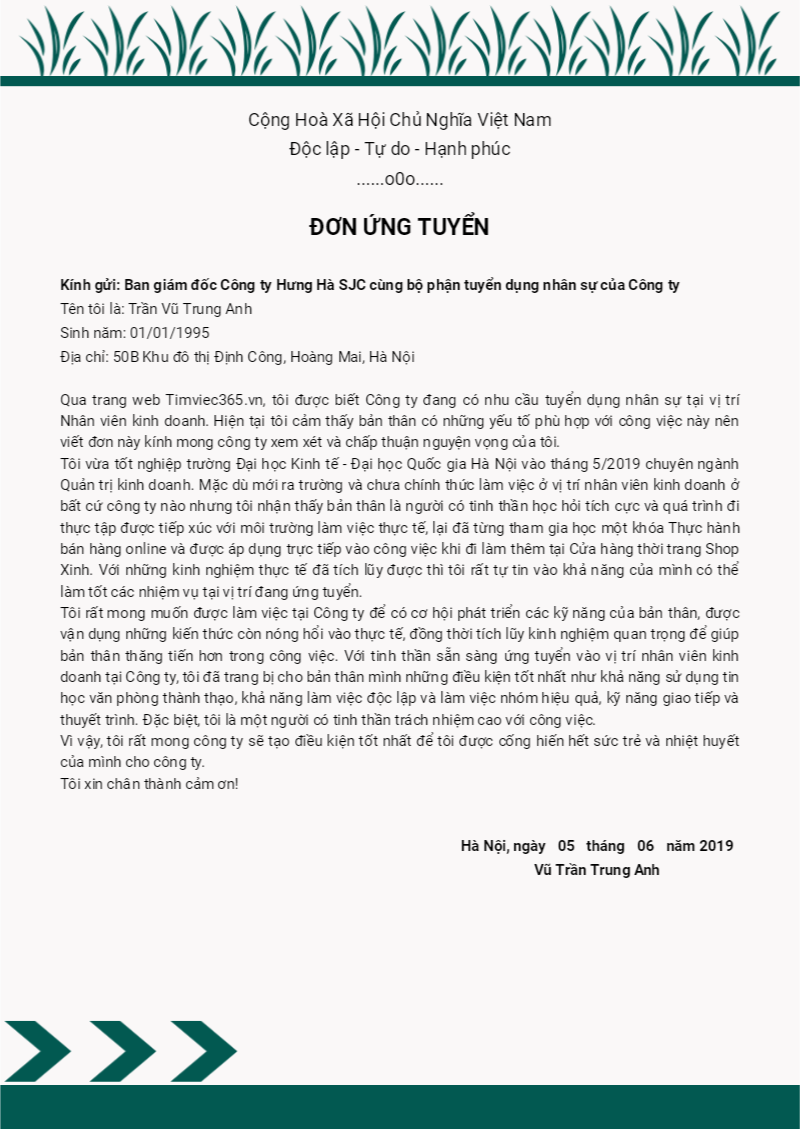 Cộng Hoà Xã Hội Chủ Nghĩa Việt Nam
Độc lập - Tự do - Hạnh phúc
......o0o......
ĐƠN ỨNG TUYỂN
Kính gửi: Ban giám đốc Công ty Hưng Hà SJC cùng bộ phận tuyển dụng nhân sự của Công ty
Tên tôi là: Trần Vũ Trung Anh
Sinh năm: 01/01/1995
Địa chỉ: 50B Khu đô thị Định Công, Hoàng Mai, Hà Nội
Qua trang web Timviec365.vn, tôi được biết Công ty đang có nhu cầu tuyển dụng nhân sự tại vị trí
Nhân viên kinh doanh. Hiện tại tôi cảm thấy bản thân có những yếu tố phù hợp với công việc này nên
viết đơn này kính mong công ty xem xét và chấp thuận nguyện vọng của tôi.
Tôi vừa tốt nghiệp trường Đại học Kinh tế - Đại học Quốc gia Hà Nội vào tháng 5/2019 chuyên ngành
Quản trị kinh doanh. Mặc dù mới ra trường và chưa chính thức làm việc ở vị trí nhân viên kinh doanh ở
bất cứ công ty nào nhưng tôi nhận thấy bản thân là người có tinh thần học hỏi tích cực và quá trình đi
thực tập được tiếp xúc với môi trường làm việc thực tế, lại đã từng tham gia học một khóa Thực hành
bán hàng online và được áp dụng trực tiếp vào công việc khi đi làm thêm tại Cửa hàng thời trang Shop
Xinh. Với những kinh nghiệm thực tế đã tích lũy được thì tôi rất tự tin vào khả năng của mình có thể
làm tốt các nhiệm vụ tại vị trí đang ứng tuyển.
Tôi rất mong muốn được làm việc tại Công ty để có cơ hội phát triển các kỹ năng của bản thân, được
vận dụng những kiến thức còn nóng hổi vào thực tế, đồng thời tích lũy kinh nghiệm quan trọng để giúp
bản thân thăng tiến hơn trong công việc. Với tinh thần sẵn sàng ứng tuyển vào vị trí nhân viên kinh
doanh tại Công ty, tôi đã trang bị cho bản thân mình những điều kiện tốt nhất như khả năng sử dụng tin
học văn phòng thành thạo, khả năng làm việc độc lập và làm việc nhóm hiệu quả, kỹ năng giao tiếp và
thuyết trình. Đặc biệt, tôi là một người có tinh thần trách nhiệm cao với công việc.
Vì vậy, tôi rất mong công ty sẽ tạo điều kiện tốt nhất để tôi được cống hiến hết sức trẻ và nhiệt huyết
của mình cho công ty.
Tôi xin chân thành cảm ơn!
Hà Nội, ngày 05 tháng 06 năm 2019
Vũ Trần Trung Anh